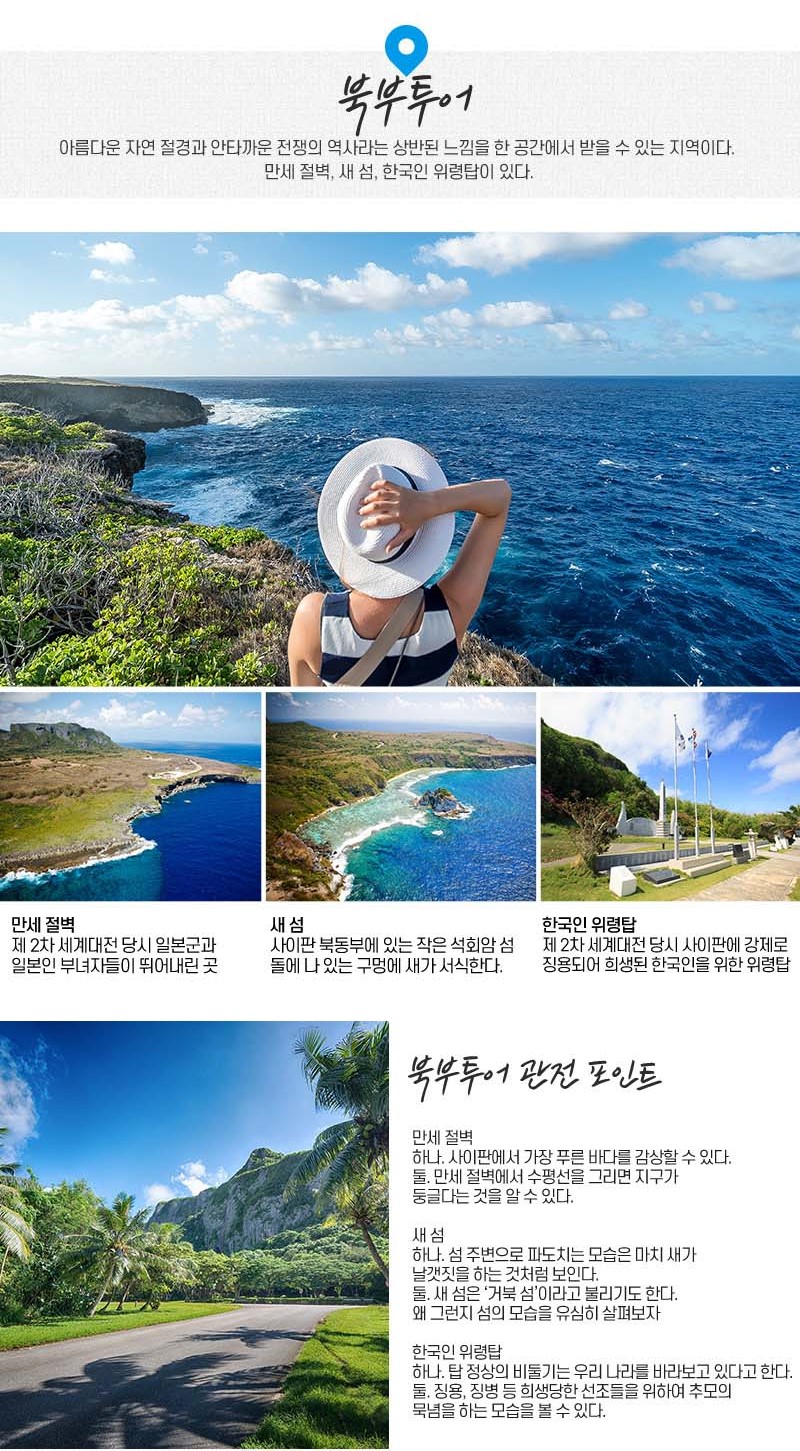 북부투어
아름다운 자연 절경과 안타까운 전쟁의 역사라는 상반된 느낌을 한 공간에서 받을 수 있는 지역이다.
만세 절벽, 새 섬, 한국인 위령탑이 있다.
만세 절벽
제 2차 세계대전 당시 일본군과
일본인 부녀자들이 뛰어내린 곳
새 섬
사이판 북동부에 있는 작은 석회암 섬
돌에 나 있는 구멍에 새가 서식한다.
한국인 위령탑
제 2차 세계대전 당시 사이판에 강제로
징용되어 희생된 한국인을 위한 위령탑
북부투어 관전 포인트
만세 절벽
하나. 사이판에서 가장 푸른 바다를 감상할 수 있다.
둘. 만세 절벽에서 수평선을 그리면 지구가
둥글다는 것을 알 수 있다.
새 섬
하나. 섬 주변으로 파도치는 모습은 마치 새가
날갯짓을 하는 것처럼 보인다.
둘. 새 섬은 ‘거북 섬’이라고 불리기도 한다.
왜 그런지 섬의 모습을 유심히 살펴보자
한국인 위령탑
하나. 탑 정상의 비둘기는 우리 나라를 바라보고 있다고 한다.
둘. 징용, 징병 등 희생당한 선조들을 위하여 추모의
묵념을 하는 모습을 볼 수 있다.